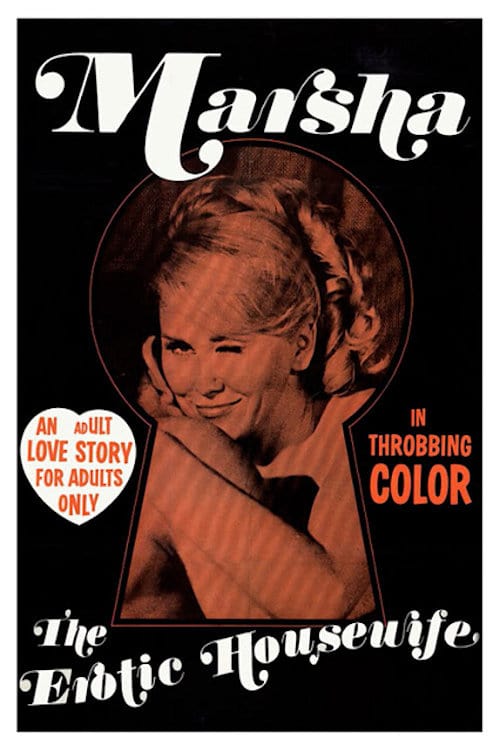 Marsha
AN ADULT
LOVE STORY
FOR ADULTS
ONLY
IN
THROBBING
COLOR
The
Erotic Housewife